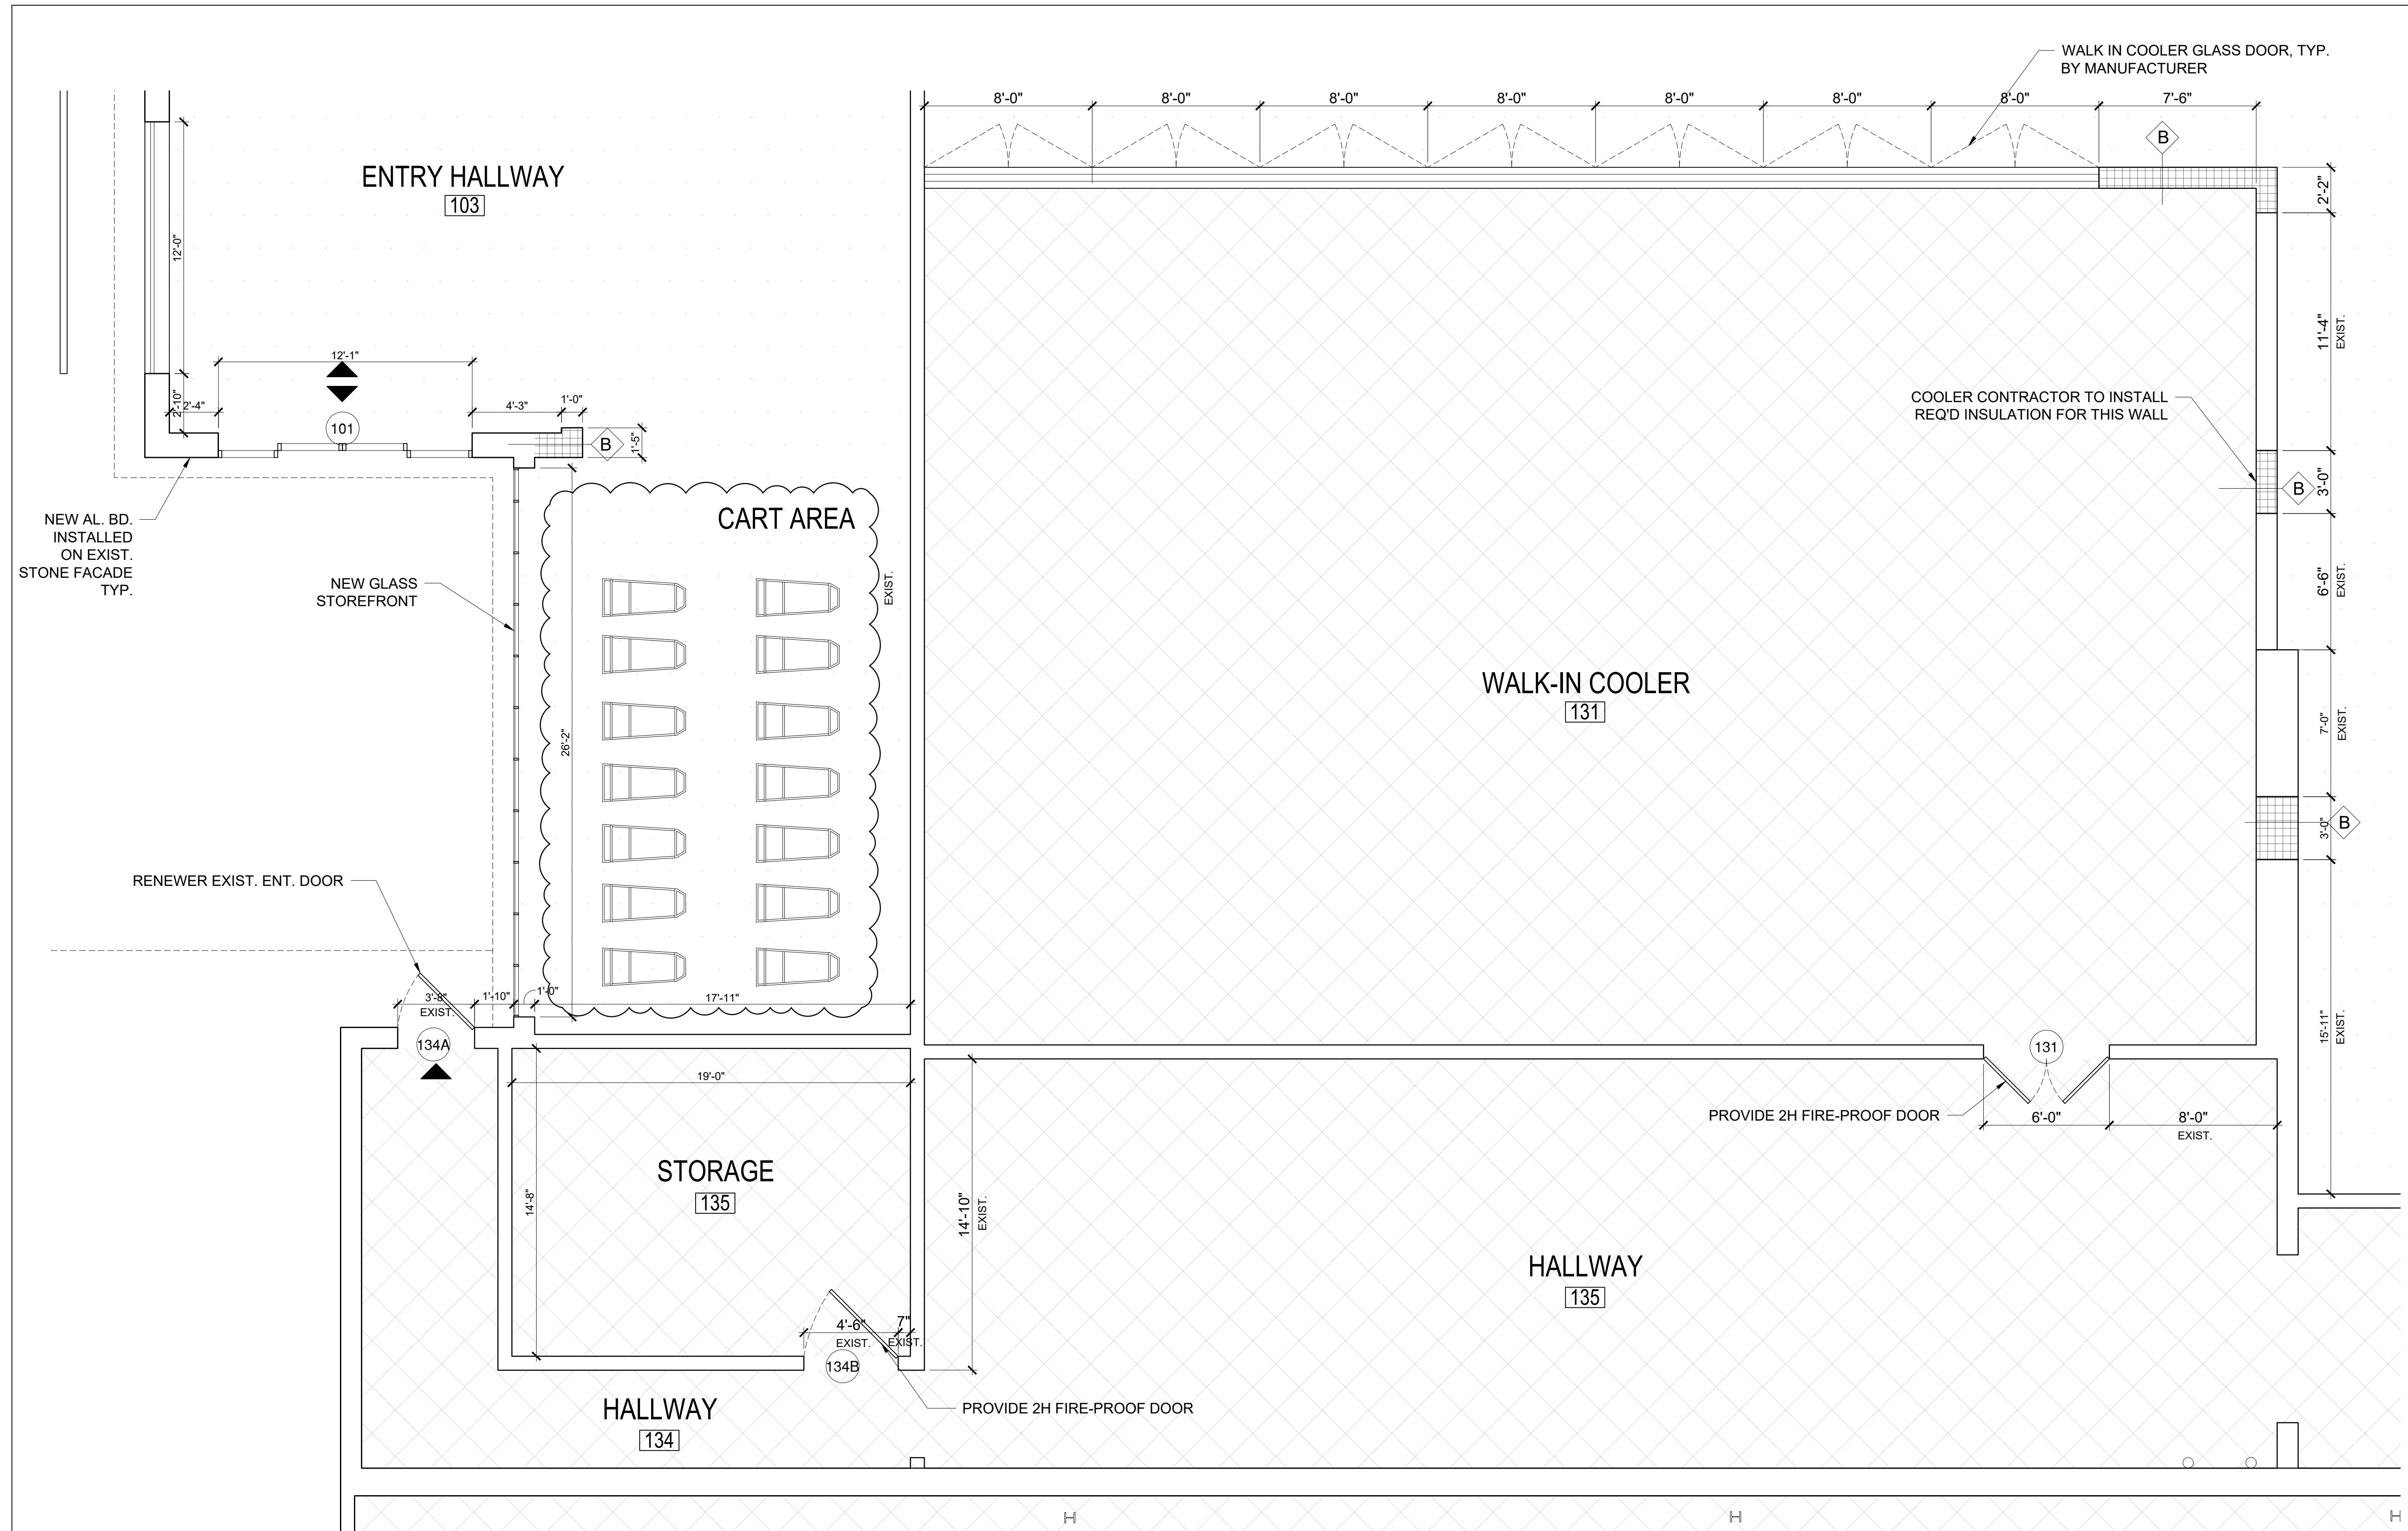 WALK IN COOLER GLASS DOOR, TYP.
BY MANUFACTURER
8'-0"
8'-0"
8'-0"
8'-0"
8'-0"
8'-0"
8'-0"
7'-6"
B
ENTRY HALLWAY
103
12'-0"
2'-2"
11'-4"
EXIST.
12'-1"
2'-10"
2'-4"
4'-3"
1'-0"
101
B
1'-5"
COOLER CONTRACTOR TO INSTALL
REQ'D INSULATION FOR THIS WALL
B
3'-0"
NEW AL. BD.
INSTALLED
ON EXIST.
STONE FACADE
TYP.
CART AREA
NEW GLASS
STOREFRONT
EXIST.
6'-6"
EXIST.
WALK-IN COOLER
131
26'-2"
7'-0"
EXIST.
3'-0"
B
RENEWER EXIST. ENT. DOOR
3'-8"
EXIST.
1'-10"
1'-0"
17'-11"
134A
131
15'-11"
EXIST.
19'-0"
PROVIDE 2H FIRE-PROOF DOOR
6'-0"
8'-0"
EXIST.
STORAGE
135
14'-8"
14'-10"
EXIST.
HALLWAY
135
4'-6"
EXIST.
7"
EXIST.
134B
PROVIDE 2H FIRE-PROOF DOOR
HALLWAY
134